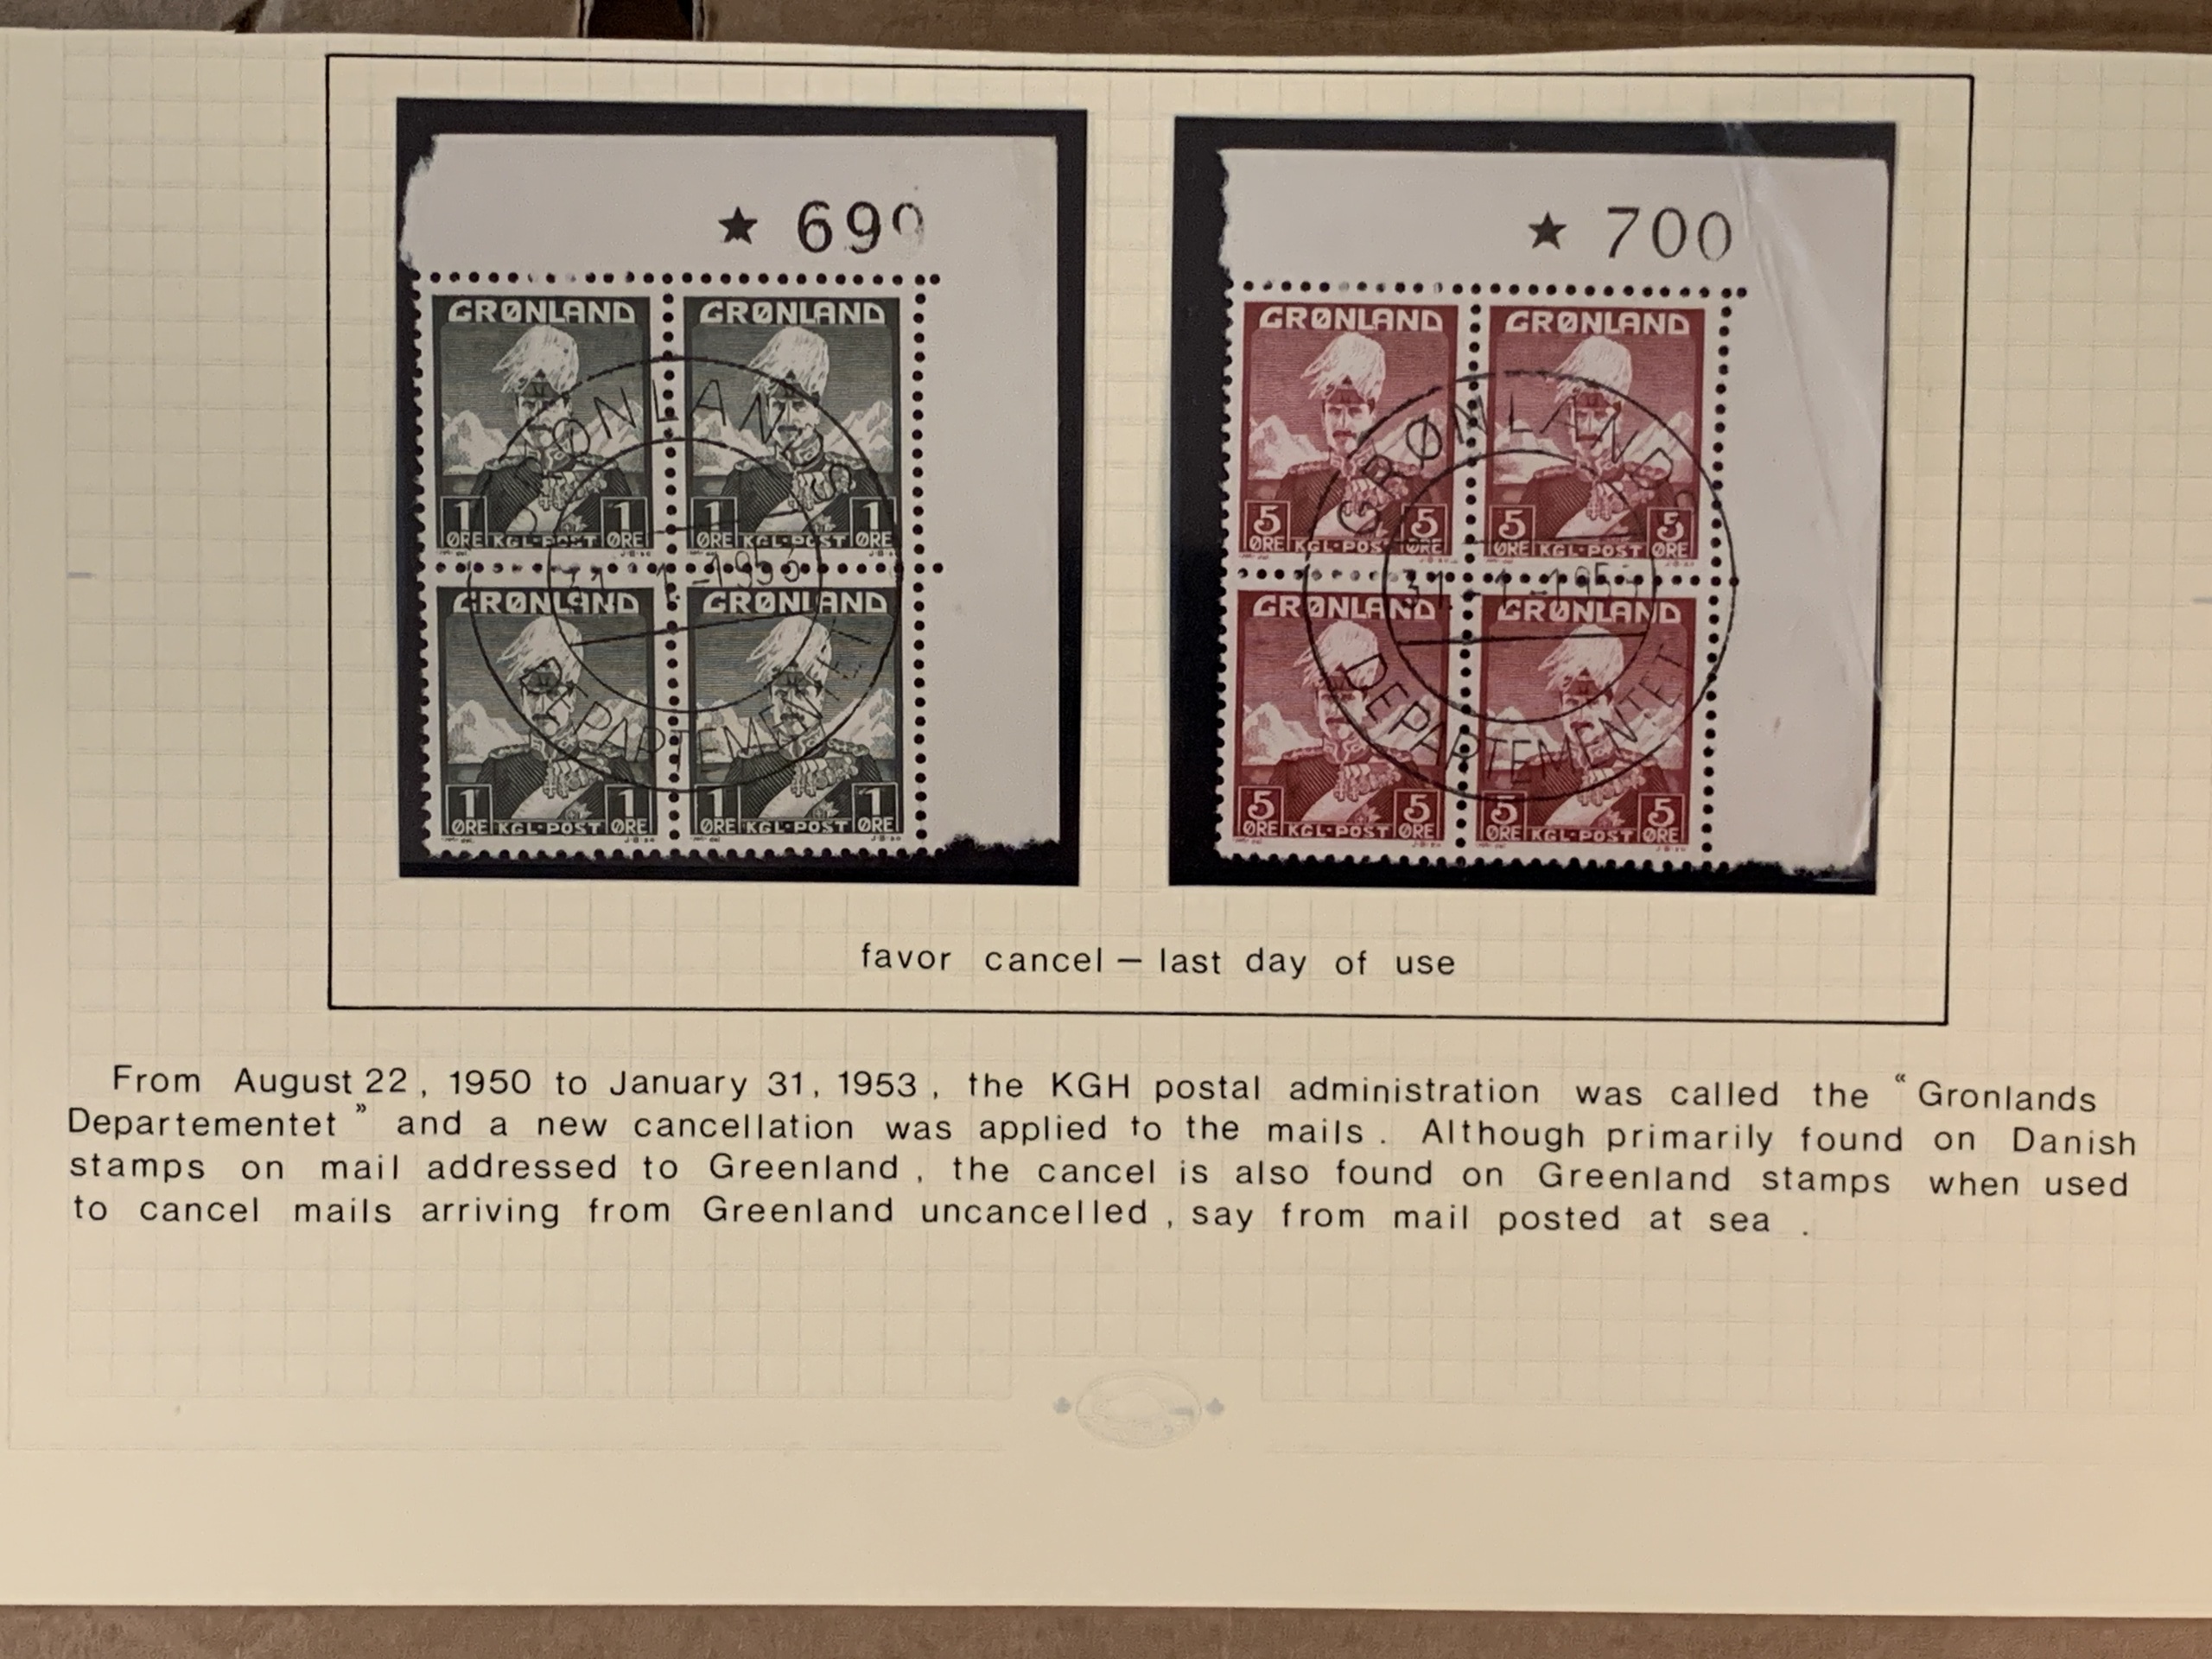 ★ 690
★ 700
GRØNLAND GRØNLAND
GRØNLAND GRØNLAND
1 ØRE KGL·POST 1 ØRE 1 ØRE KGL·POST 1 ØRE
5 ØRE KGL·POST 5 ØRE 5 ØRE KGL·POST 5 ØRE
GRØNLAND GRØNLAND
GRØNLAND GRØNLAND
1 ØRE KGL·POST 1 ØRE 1 ØRE KGL·POST 1 ØRE
5 ØRE KGL·POST 5 ØRE 5 ØRE KGL·POST 5 ØRE
GRØNLANDS
DEPARTEMENTET
GRØNLANDS
DEPARTEMENTET
favor cancel – last day of use
From August 22, 1950 to January 31, 1953, the KGH postal administration was called the “Gronlands
Departementet” and a new cancellation was applied to the mails. Although primarily found on Danish
stamps on mail addressed to Greenland, the cancel is also found on Greenland stamps when used
to cancel mails arriving from Greenland uncancelled, say from mail posted at sea.